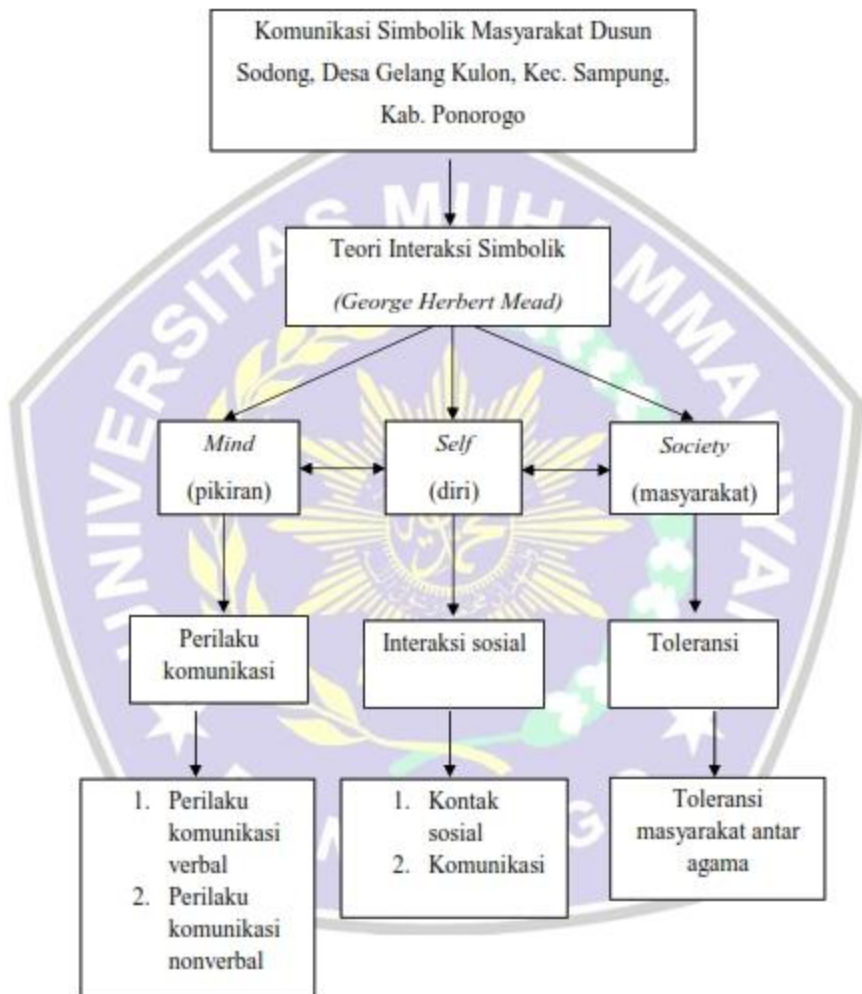 Komunikasi Simbolik Masyarakat Dusun
Sodong, Desa Gelang Kulon, Kec. Sampung,
Kab. Ponorogo
UNIVERSITAS MUHAMMADIYAH
Teori Interaksi Simbolik
(George Herbert Mead)
Mind
(pikiran)
Self
(diri)
Society
(masyarakat)
Perilaku
komunikasi
Interaksi sosial
Toleransi
1. Perilaku
komunikasi
verbal
2. Perilaku
komunikasi
nonverbal
1. Kontak
sosial
2. Komunikasi
Toleransi
masyarakat antar
agama